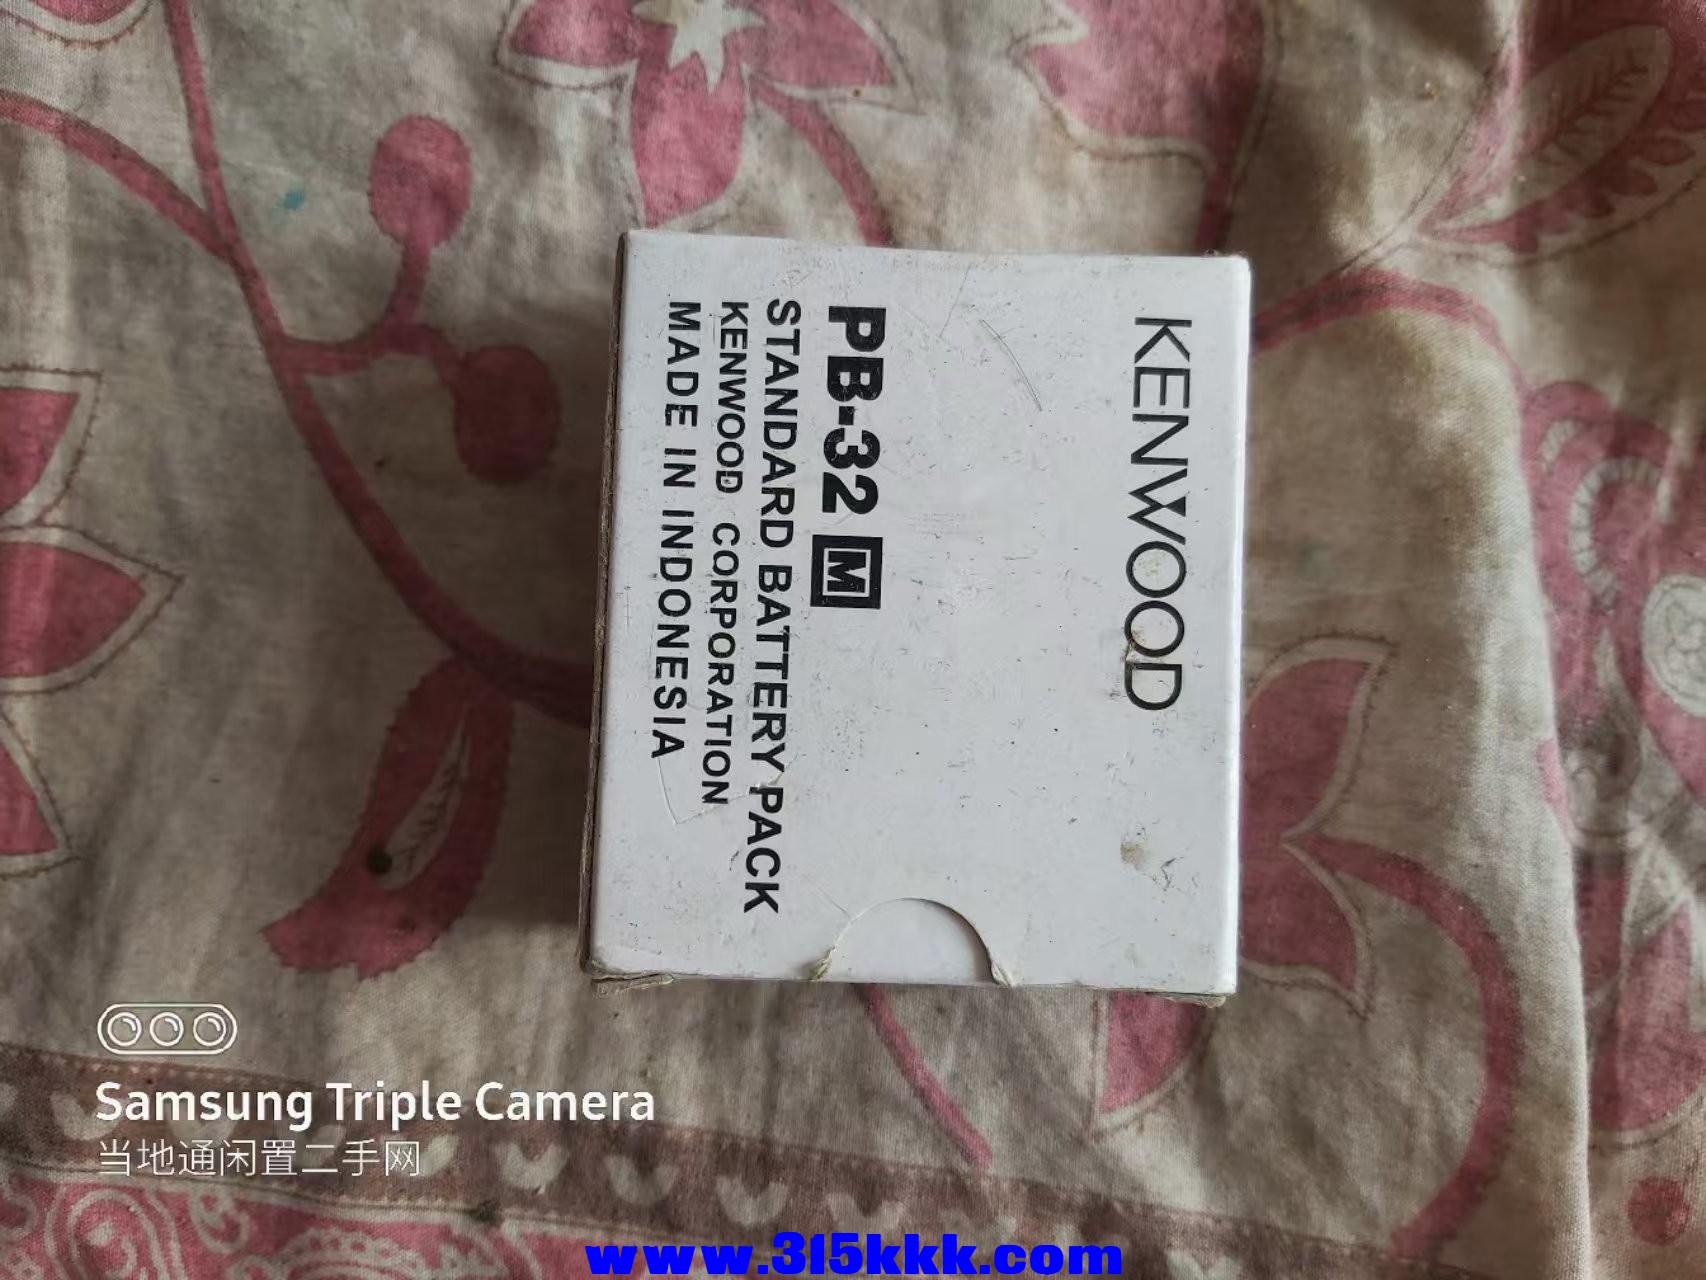 KENWOOD
PB-32 M
STANDARD BATTERY PACK
KENWOOD CORPORATION
MADE IN INDONESIA
Samsung Triple Camera
当地通闲置二手网
www.315kkk.com